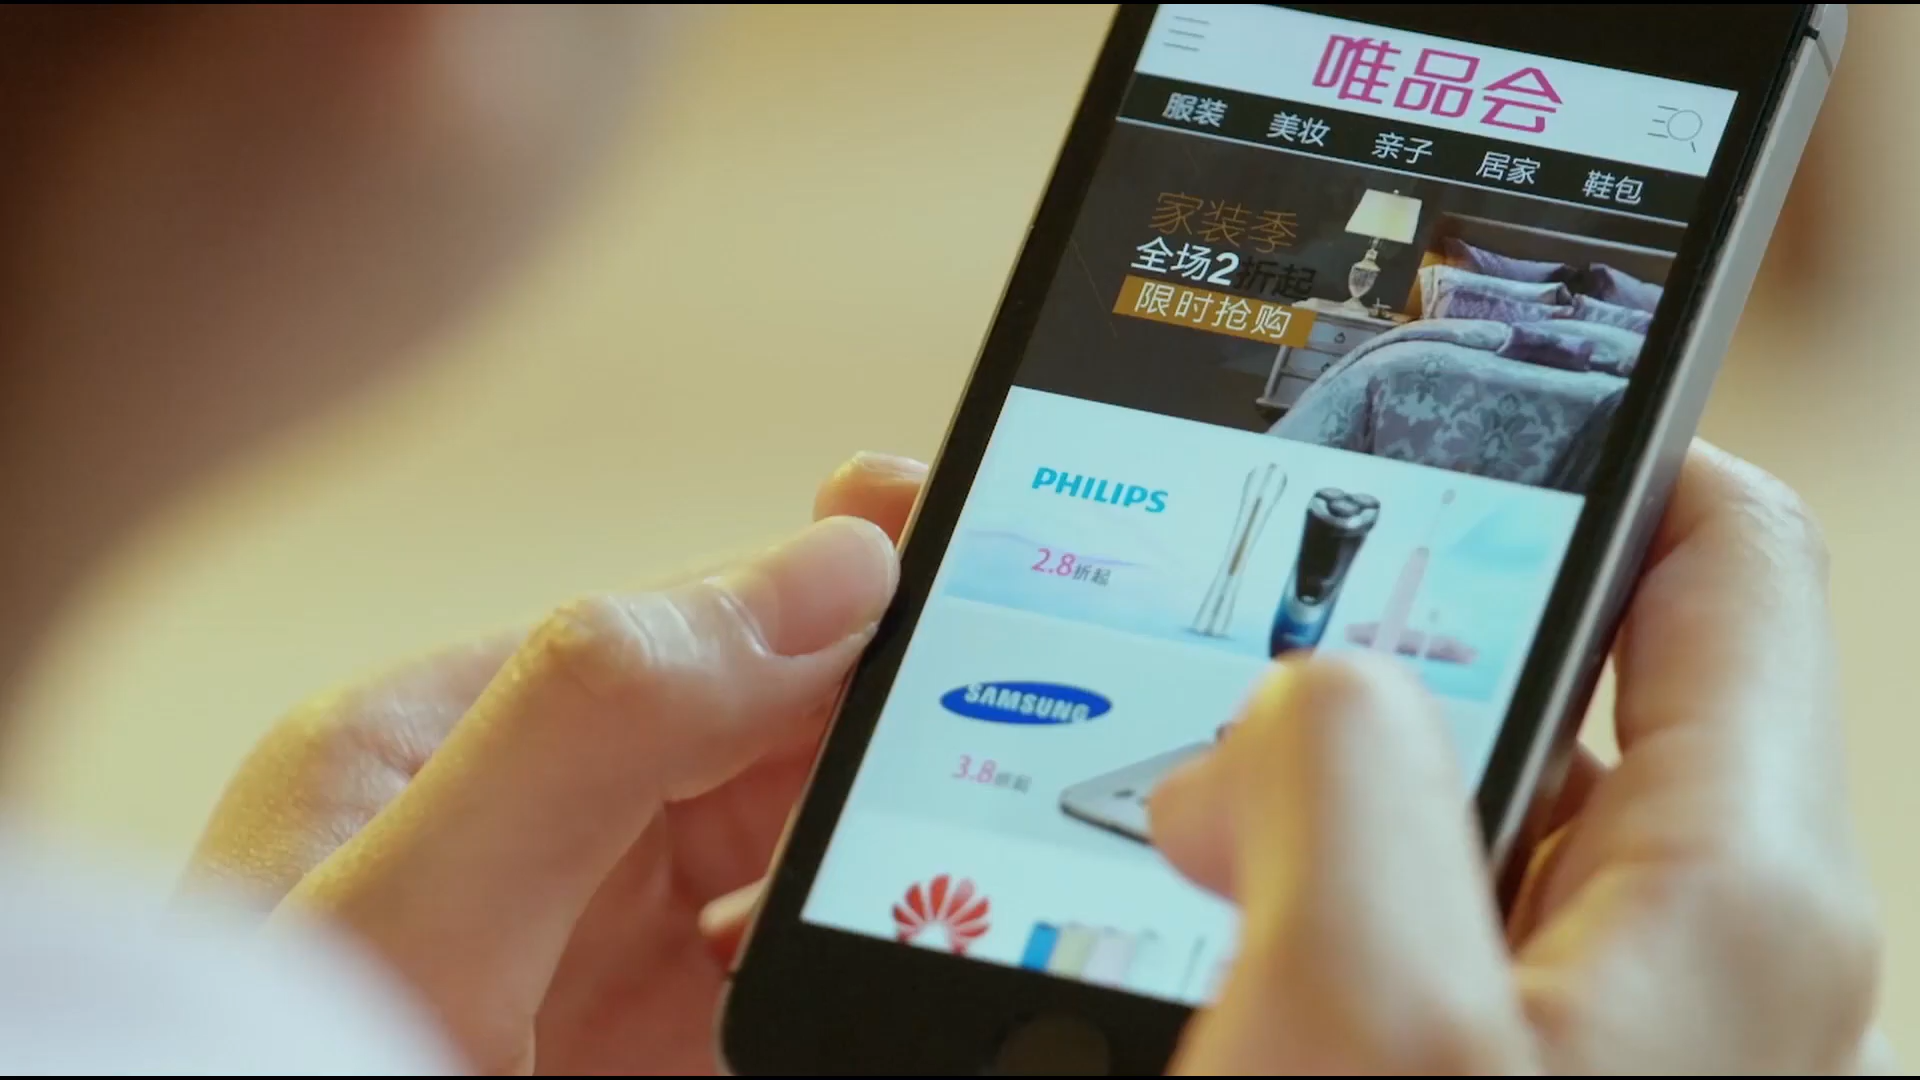 唯品会
服装 美妆 亲子 居家 鞋包
家装季
全场2折起
限时抢购
PHILIPS
2.8折起
SAMSUNG
3.8折起